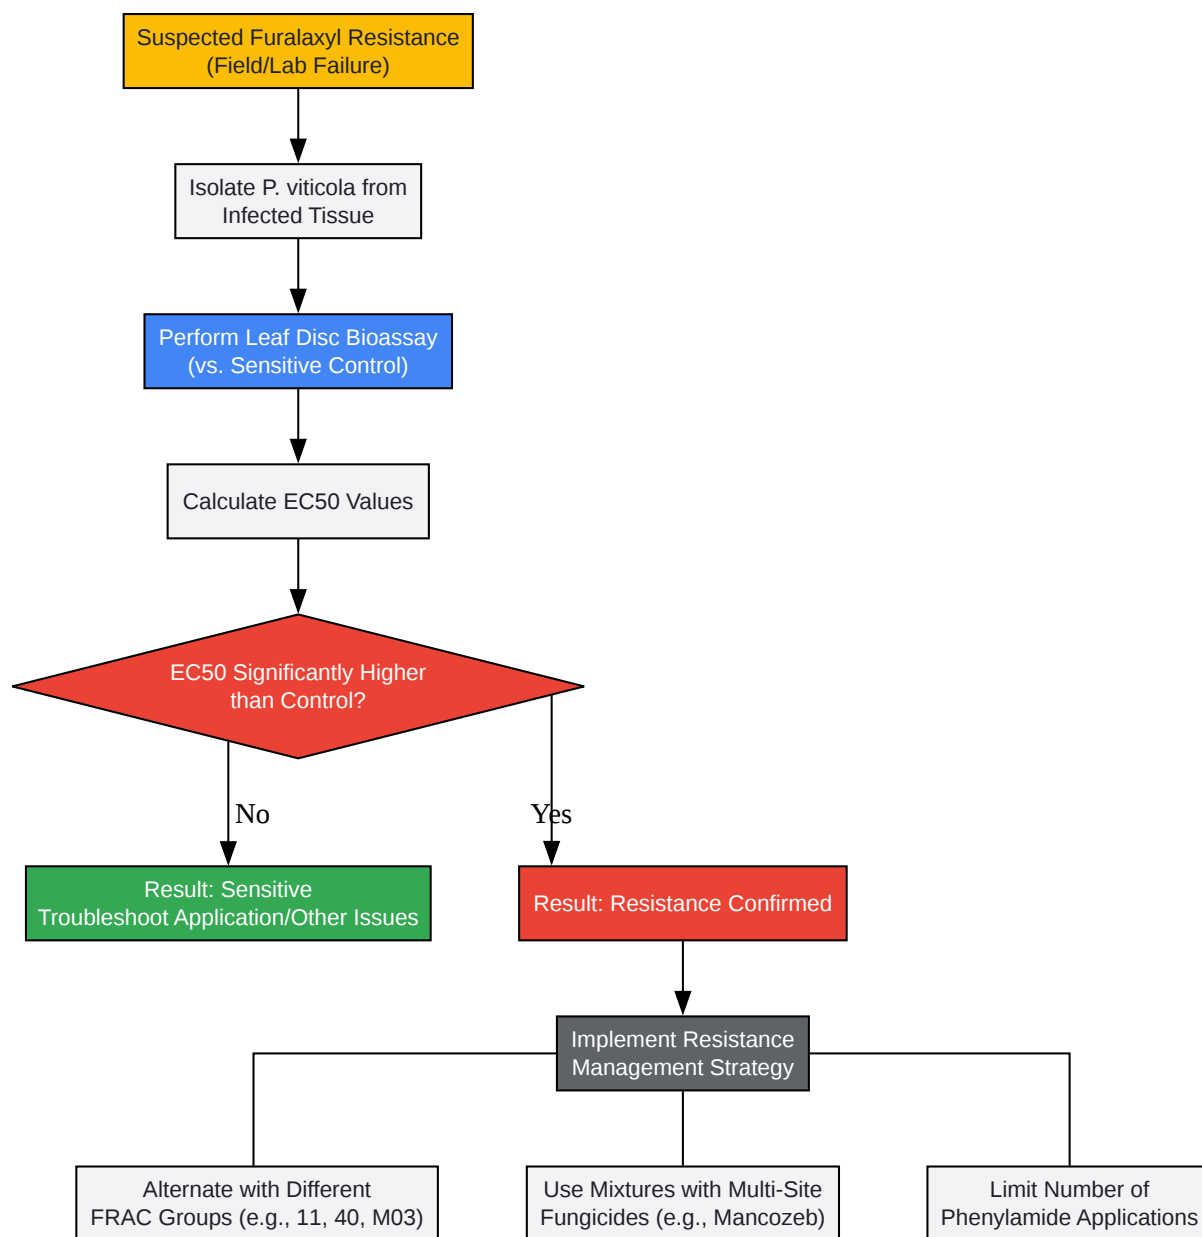 Suspected Furalaxyl Resistance
(Field/Lab Failure)
Isolate P. viticola from
Infected Tissue
Perform Leaf Disc Bioassay
(vs. Sensitive Control)
Calculate EC50 Values
EC50 Significantly Higher
than Control?
No
Yes
Result: Sensitive
Troubleshoot Application/Other Issues
Result: Resistance Confirmed
Implement Resistance
Management Strategy
Alternate with Different
FRAC Groups (e.g., 11, 40, M03)
Use Mixtures with Multi-Site
Fungicides (e.g., Mancozeb)
Limit Number of
Phenylamide Applications